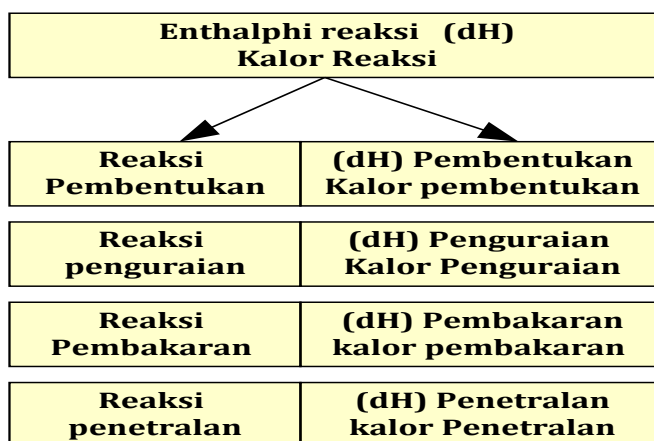 Enthalphi reaksi (dH)
Kalor Reaksi
Reaksi
Pembentukan
(dH) Pembentukan
Kalor pembentukan
Reaksi
penguraian
(dH) Penguraian
Kalor Penguraian
Reaksi
Pembakaran
(dH) Pembakaran
kalor pembakaran
Reaksi
penetralan
(dH) Penetralan
kalor Penetralan